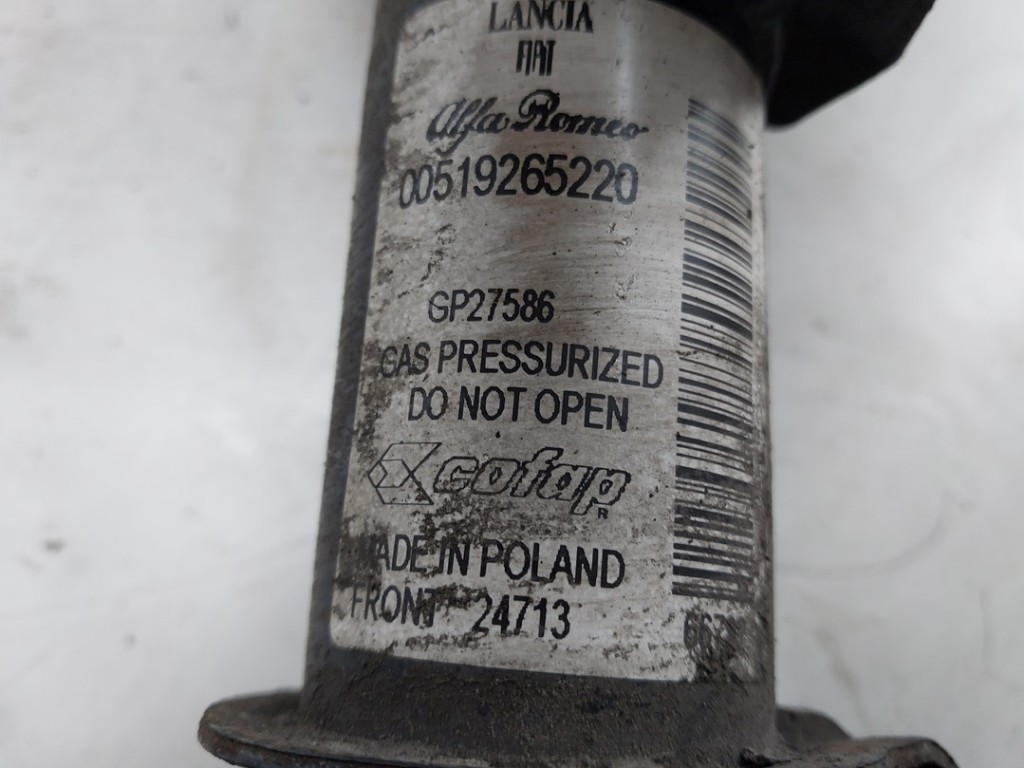 LANCIA
FIAT
Alfa Romeo
00519265220
GP27586
GAS PRESSURIZED
DO NOT OPEN
cofap
R
MADE IN POLAND
FRONT 24713